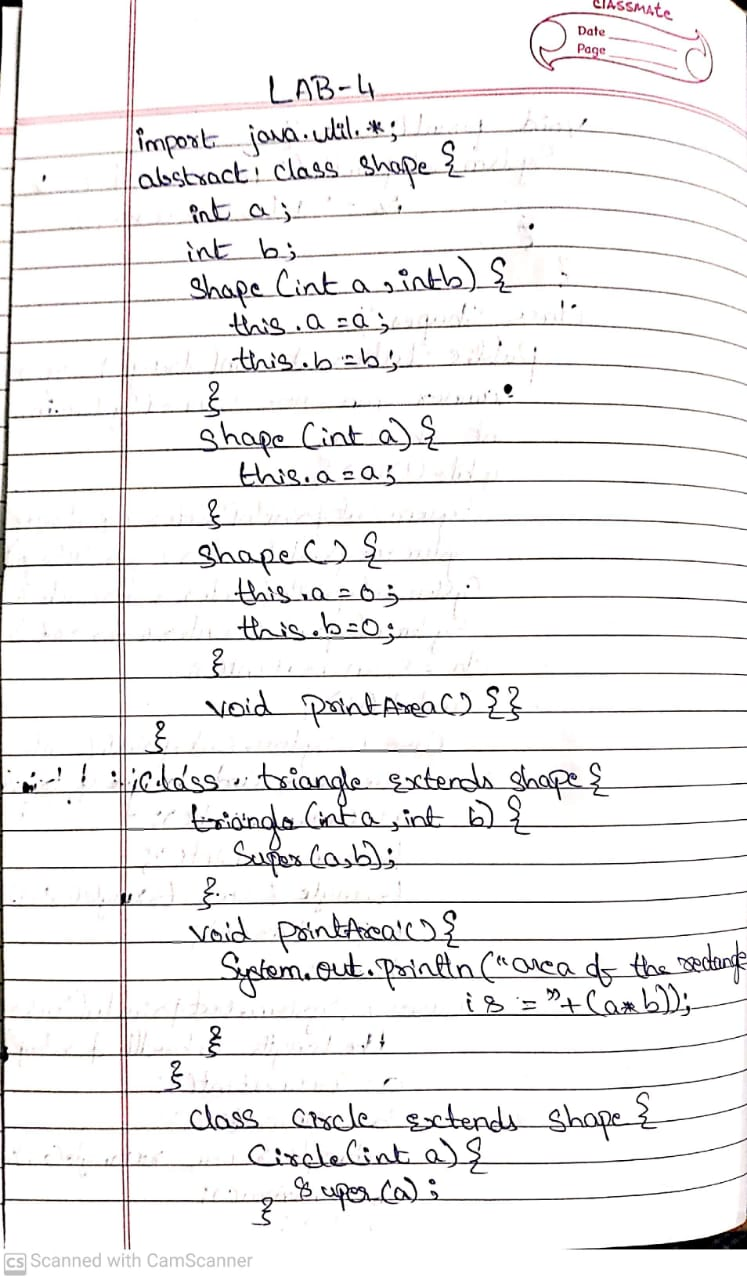 classmate
Date
Page
LAB-4
import java.util.*;
abstract class shape {
int a;
int b;
Shape (int a, int b) {
this.a = a;
this.b = b;
}
shape (int a) {
this.a = a;
}
shape () {
this.a = 0;
this.b = 0;
}
void printArea() { }
}
class triangle extends shape {
triangle (int a, int b) {
Super (a,b);
}
void printArea() {
System.out.println ("area of the rectangle
is = "+ (a*b));
}
}
class Circle extends shape {
Circle (int a) {
Super (a);
}
CS Scanned with CamScanner